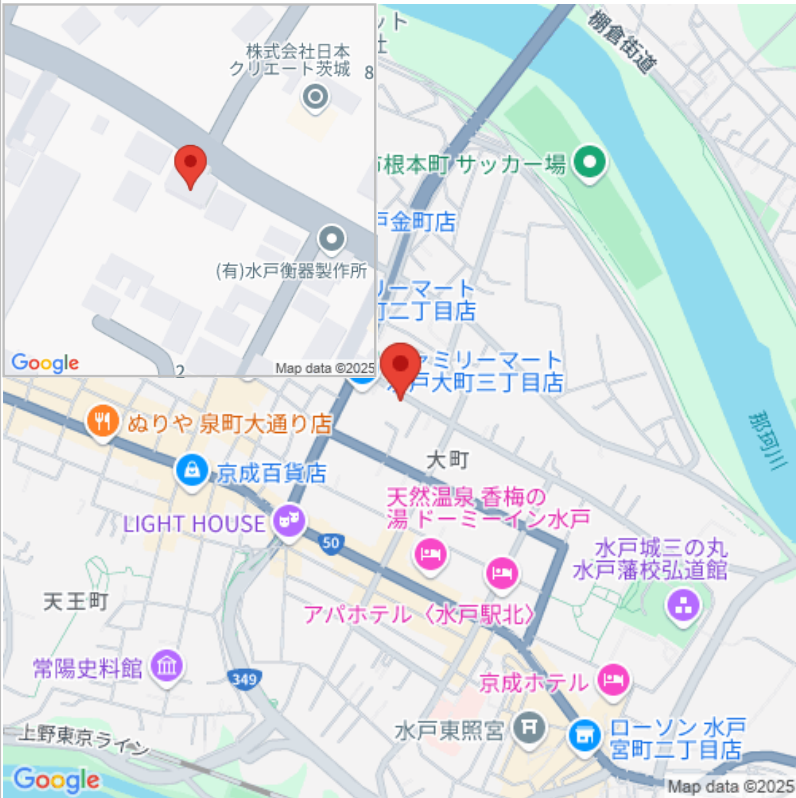 株式会社日本
クリエート茨城
8
(有)水戸衡器製作所
2
Google
Map data ©2025
ット
社
棚倉街道
市根本町 サッカー場
戸金町店
リーマート
丁二丁目店
ファミリーマート
水戸大町三丁目店
那珂川
ぬりや 泉町大通り店
京成百貨店
大町
天然温泉 香梅の
湯 ドーミーイン水戸
LIGHT HOUSE
50
水戸城三の丸
水戸藩校弘道館
天王町
アパホテル〈水戸駅北〉
常陽史料館
349
京成ホテル
水戸東照宮
ローソン 水戸
宮町二丁目店
上野東京ライン
Google
Map data ©2025